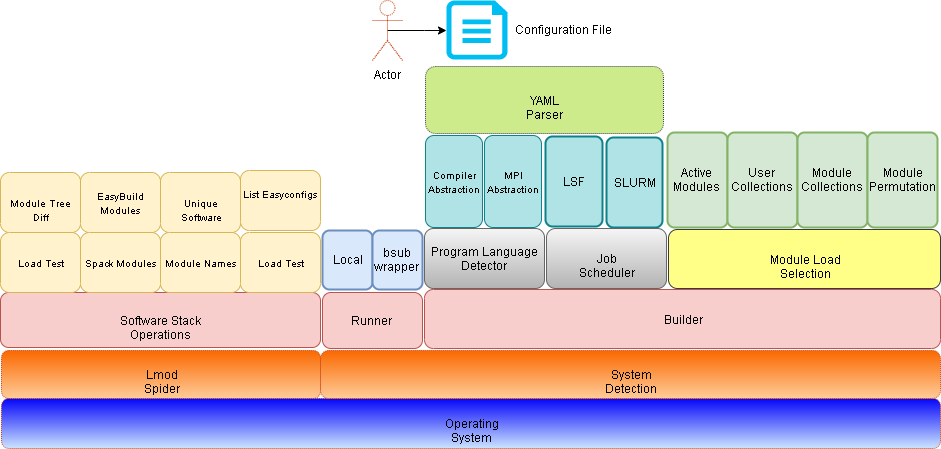 Configuration File
Actor
YAML
Parser
Compiler
Abstraction
MPI
Abstraction
LSF
SLURM
Active
Modules
User
Collections
Module
Collections
Module
Permutation
Module Tree
Diff
EasyBuild
Modules
Unique
Software
List Easyconfigs
Load Test
Spack Modules
Module Names
Load Test
Local
bsub
wrapper
Program Language
Detector
Job
Scheduler
Module Load
Selection
Software Stack
Operations
Runner
Builder
Lmod
Spider
System
Detection
Operating
System